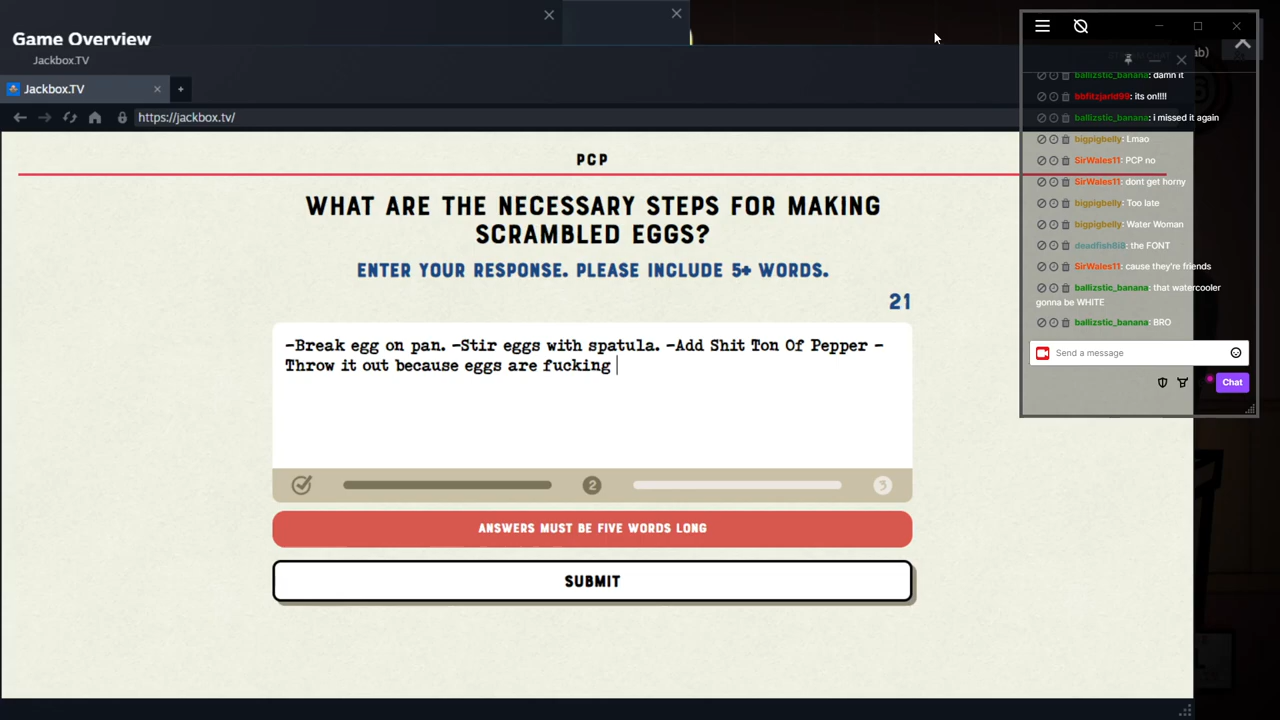 Game Overview
Jackbox.TV
Jackbox.TV
https://jackbox.tv/
PCP
WHAT ARE THE NECESSARY STEPS FOR MAKING
SCRAMBLED EGGS?
ENTER YOUR RESPONSE. PLEASE INCLUDE 5+ WORDS.
21
-Break egg on pan. -Stir eggs with spatula. -Add Shit Ton Of Pepper -
Throw it out because eggs are fucking
2
3
ANSWERS MUST BE FIVE WORDS LONG
SUBMIT
ballizstic_banana: damn it
bbfitzjarld99: its on!!!!
ballizstic_banana: i missed it again
bigpigbelly: Lmao
SirWales11: PCP no
SirWales11: dont get horny
bigpigbelly: Too late
bigpigbelly: Water Woman
deadfish8i8: the FONT
SirWales11: cause they're friends
ballizstic_banana: that watercooler
gonna be WHITE
ballizstic_banana: BRO
Send a message
Chat